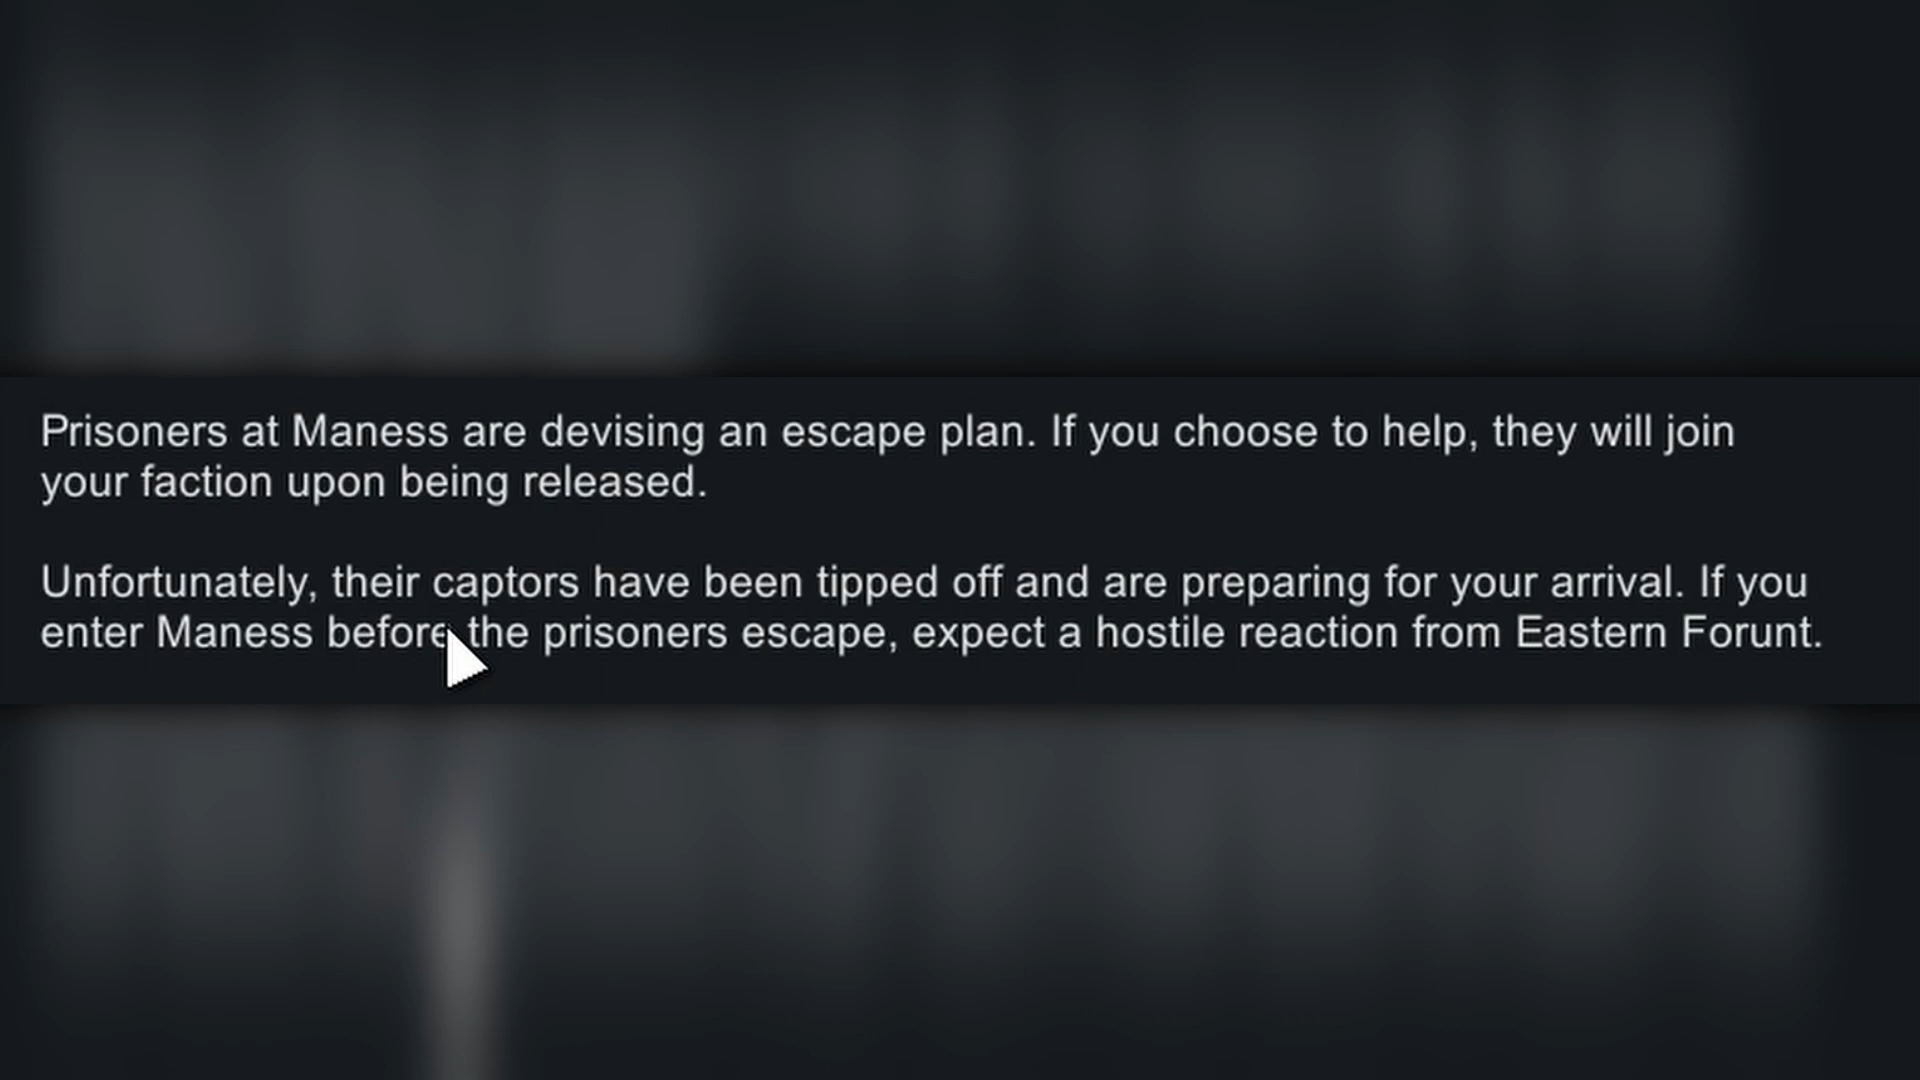 Prisoners at Maness are devising an escape plan. If you choose to help, they will join
your faction upon being released.
Unfortunately, their captors have been tipped off and are preparing for your arrival. If you
enter Maness before the prisoners escape, expect a hostile reaction from Eastern Forunt.